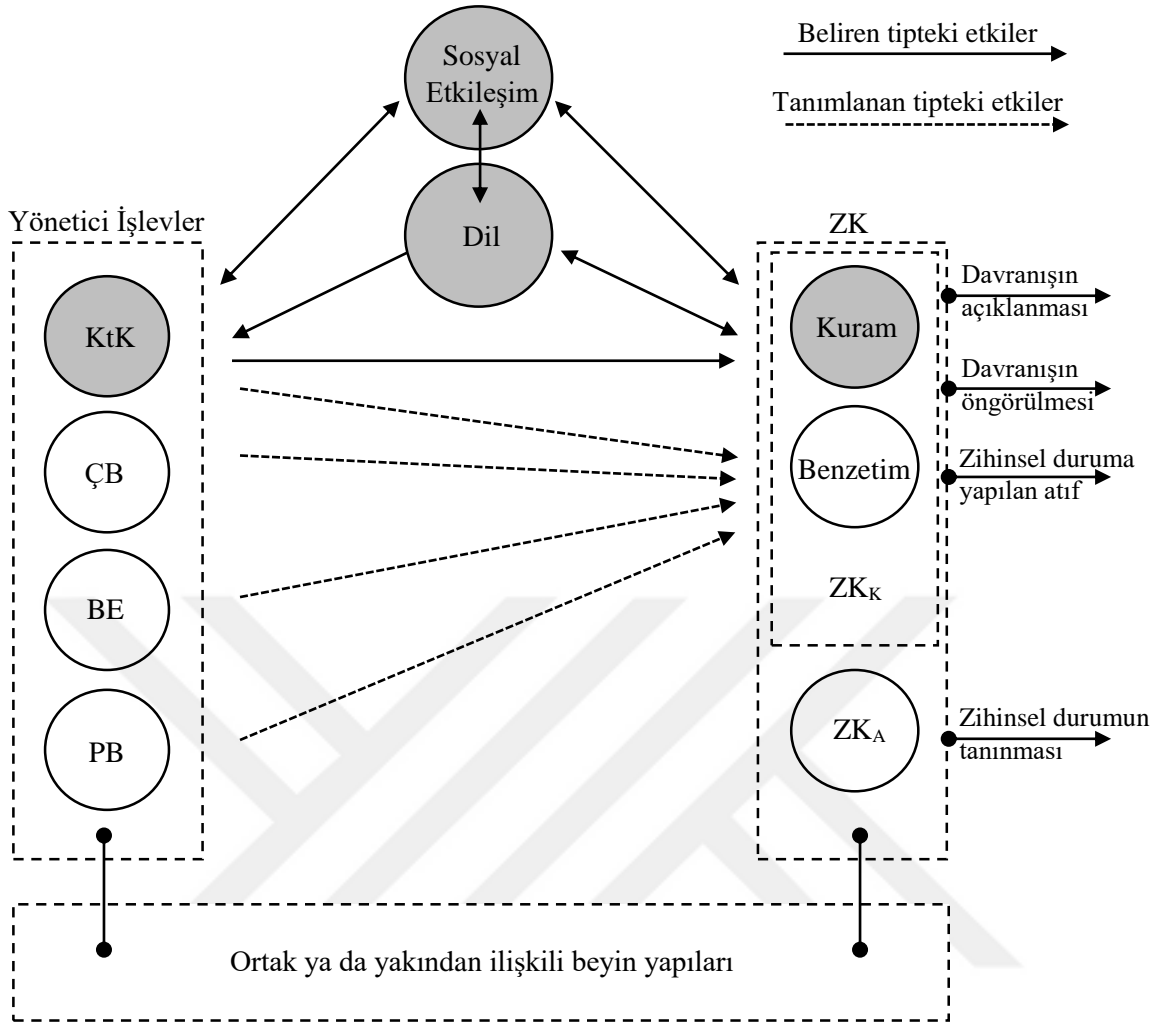 Beliren tipteki etkiler
Tanımlanan tipteki etkiler
Sosyal
Etkileşim
Dil
Yönetici İşlevler
KtK
ÇB
BE
PB
ZK
Kuram
Benzetim
ZKK
ZKA
Davranışın
açıklanması
Davranışın
öngörülmesi
Zihinsel duruma
yapılan atıf
Zihinsel durumun
tanınması
Ortak ya da yakından ilişkili beyin yapıları